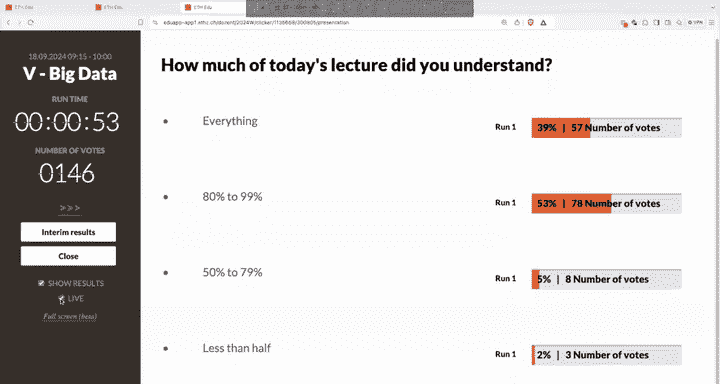 ETH Edu
ETH Edu
ETH Edu
18.09.2024 09:15 - 10:00
V - Big Data
RUN TIME
00:00:53
NUMBER OF VOTES
0146
>>>
Interim results
Close
SHOW RESULTS
LIVE
Full screen (beta)
How much of today's lecture did you understand?
• Everything
Run 1
39% | 57 Number of votes
• 80% to 99%
Run 1
53% | 78 Number of votes
• 50% to 79%
Run 1
5% | 8 Number of votes
• Less than half
Run 1
2% | 3 Number of votes